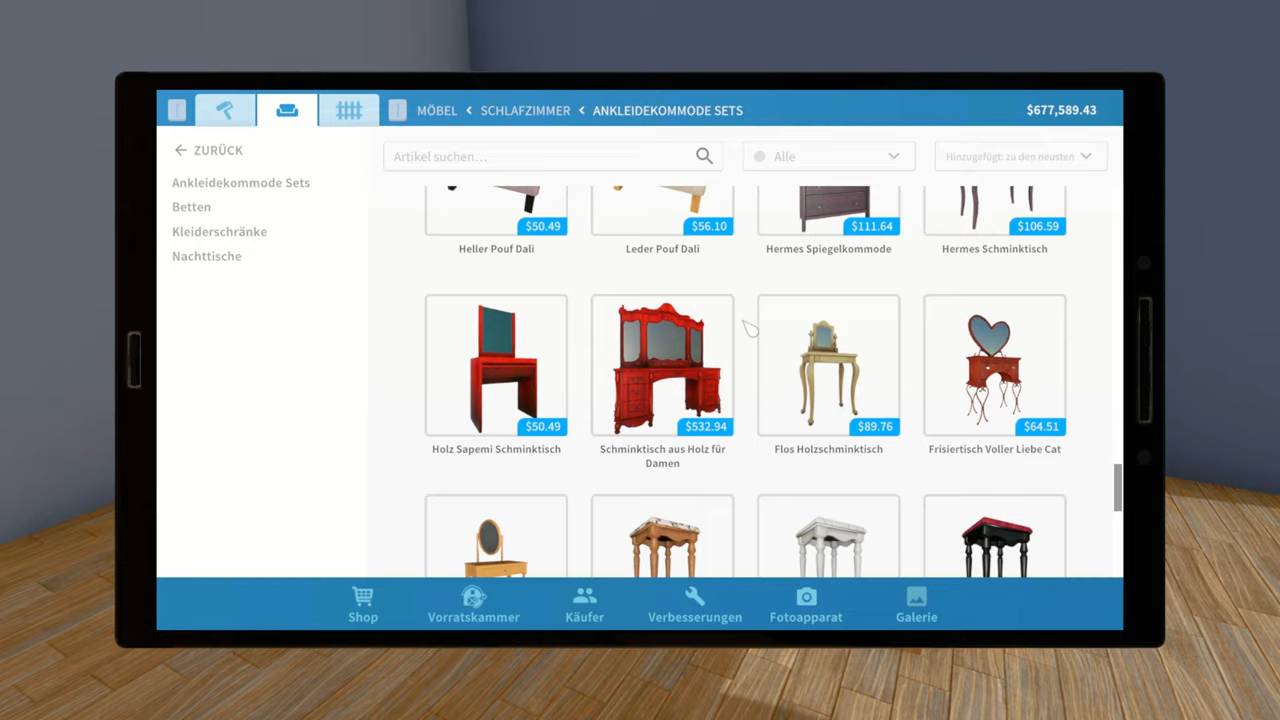 MÖBEL < SCHLAFZIMMER < ANKLEIDEKOMMODE SETS
$677,589.43
ZURÜCK
Artikel suchen...
Alle
Hinzugefügt: zu den neusten
Ankleidekommode Sets
Betten
Kleiderschränke
Nachttische
$50.49
$56.10
$111.64
$106.59
Heller Pouf Dali
Leder Pouf Dali
Hermes Spiegelkommode
Hermes Schminktisch
$50.49
$532.94
$89.76
$64.51
Holz Sapemi Schminktisch
Schminktisch aus Holz für
Damen
Flos Holzschminktisch
Frisiertisch Voller Liebe Cat
Shop
Vorratskammer
Käufer
Verbesserungen
Fotoapparat
Galerie